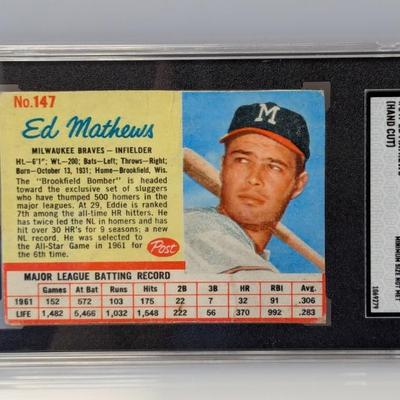 No.147
Ed Mathews
MILWAUKEE BRAVES — INFIELDER
Ht.—6'1"; Wt.—200; Bats—Left; Throws—Right;
Born—October 13, 1931; Home—Brookfield, Wis.
The "Brookfield Bomber" is headed
toward the exclusive set of sluggers
who have thumped 500 homers in the
major leagues. At 29, Eddie is ranked
7th among the all-time HR hitters. He
has twice led the NL in homers and has
hit over 30 HR's for 9 seasons; a
new NL record. He was selected to
the All-Star Game in 1961 for
the 6th time.
Post
M
MAJOR LEAGUE BATTING RECORD
Games At Bat Runs Hits 2B 3B HR RBI Avg.
1961 152 572 103 175 22 7 32 91 .306
LIFE 1,482 5,466 1,032 1,548 222 56 370 992 .283
(HAND CUT)
MINIMUM SIZE NOT MET